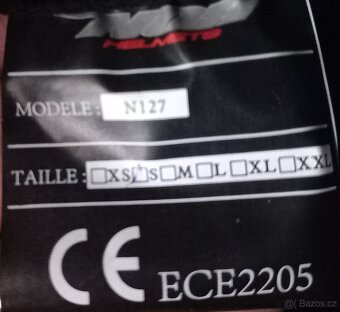 HELMETS
MODELE : N127
TAILLE : □XS□S□M□L□XL□XXL
CE ECE2205
© Bazos.cz